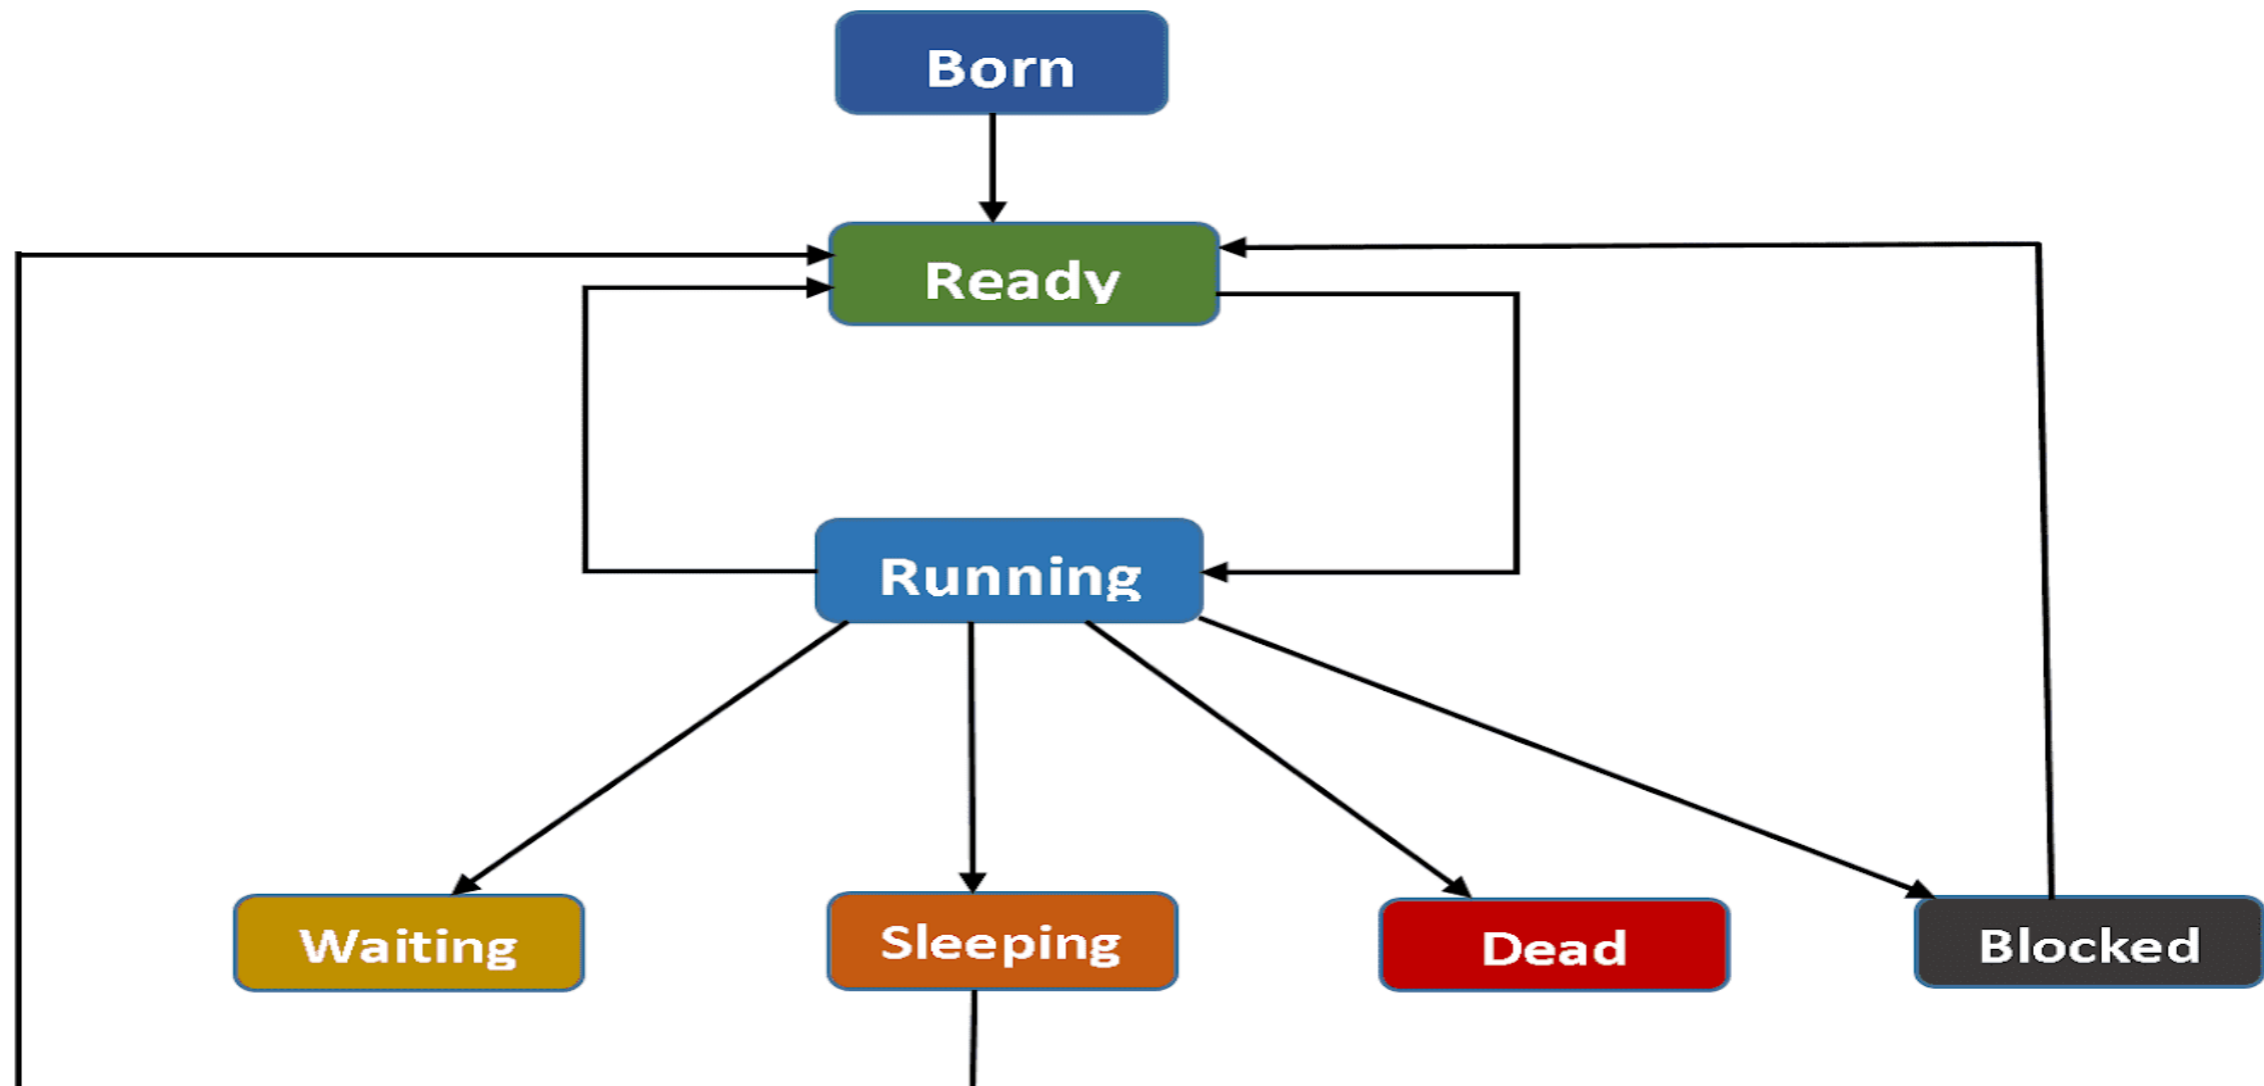 Born
Ready
Running
Waiting
Sleeping
Dead
Blocked